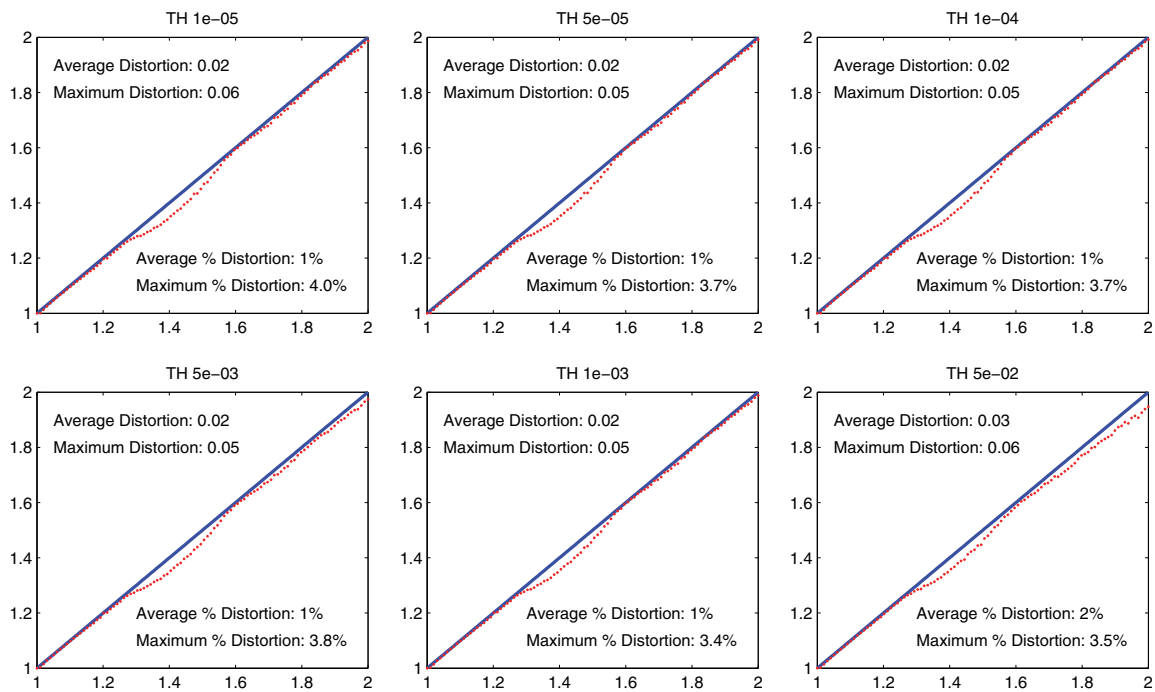 TH 1e−05
2
1.8
1.6
1.4
1.2
1
Average Distortion: 0.02
Maximum Distortion: 0.06
Average % Distortion: 1%
Maximum % Distortion: 4.0%
1 1.2 1.4 1.6 1.8 2
TH 5e−05
2
1.8
1.6
1.4
1.2
1
Average Distortion: 0.02
Maximum Distortion: 0.05
Average % Distortion: 1%
Maximum % Distortion: 3.7%
1 1.2 1.4 1.6 1.8 2
TH 1e−04
2
1.8
1.6
1.4
1.2
1
Average Distortion: 0.02
Maximum Distortion: 0.05
Average % Distortion: 1%
Maximum % Distortion: 3.7%
1 1.2 1.4 1.6 1.8 2
TH 5e−03
2
1.8
1.6
1.4
1.2
1
Average Distortion: 0.02
Maximum Distortion: 0.05
Average % Distortion: 1%
Maximum % Distortion: 3.8%
1 1.2 1.4 1.6 1.8 2
TH 1e−03
2
1.8
1.6
1.4
1.2
1
Average Distortion: 0.02
Maximum Distortion: 0.05
Average % Distortion: 1%
Maximum % Distortion: 3.4%
1 1.2 1.4 1.6 1.8 2
TH 5e−02
2
1.8
1.6
1.4
1.2
1
Average Distortion: 0.03
Maximum Distortion: 0.06
Average % Distortion: 2%
Maximum % Distortion: 3.5%
1 1.2 1.4 1.6 1.8 2